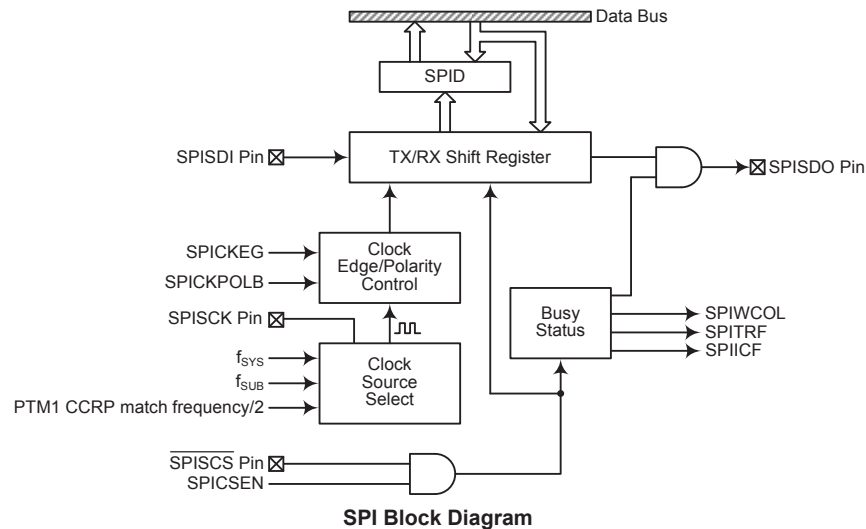 Data Bus
SPID
SPISDI Pin
TX/RX Shift Register
SPISDO Pin
SPICKEG
SPICKPOLB
Clock
Edge/Polarity
Control
SPISCK Pin
Busy
Status
SPIWCOL
SPITRF
SPIICF
fSYS
fSUB
PTM1 CCRP match frequency/2
Clock
Source
Select
SPISCS Pin
SPICSEN
SPI Block Diagram